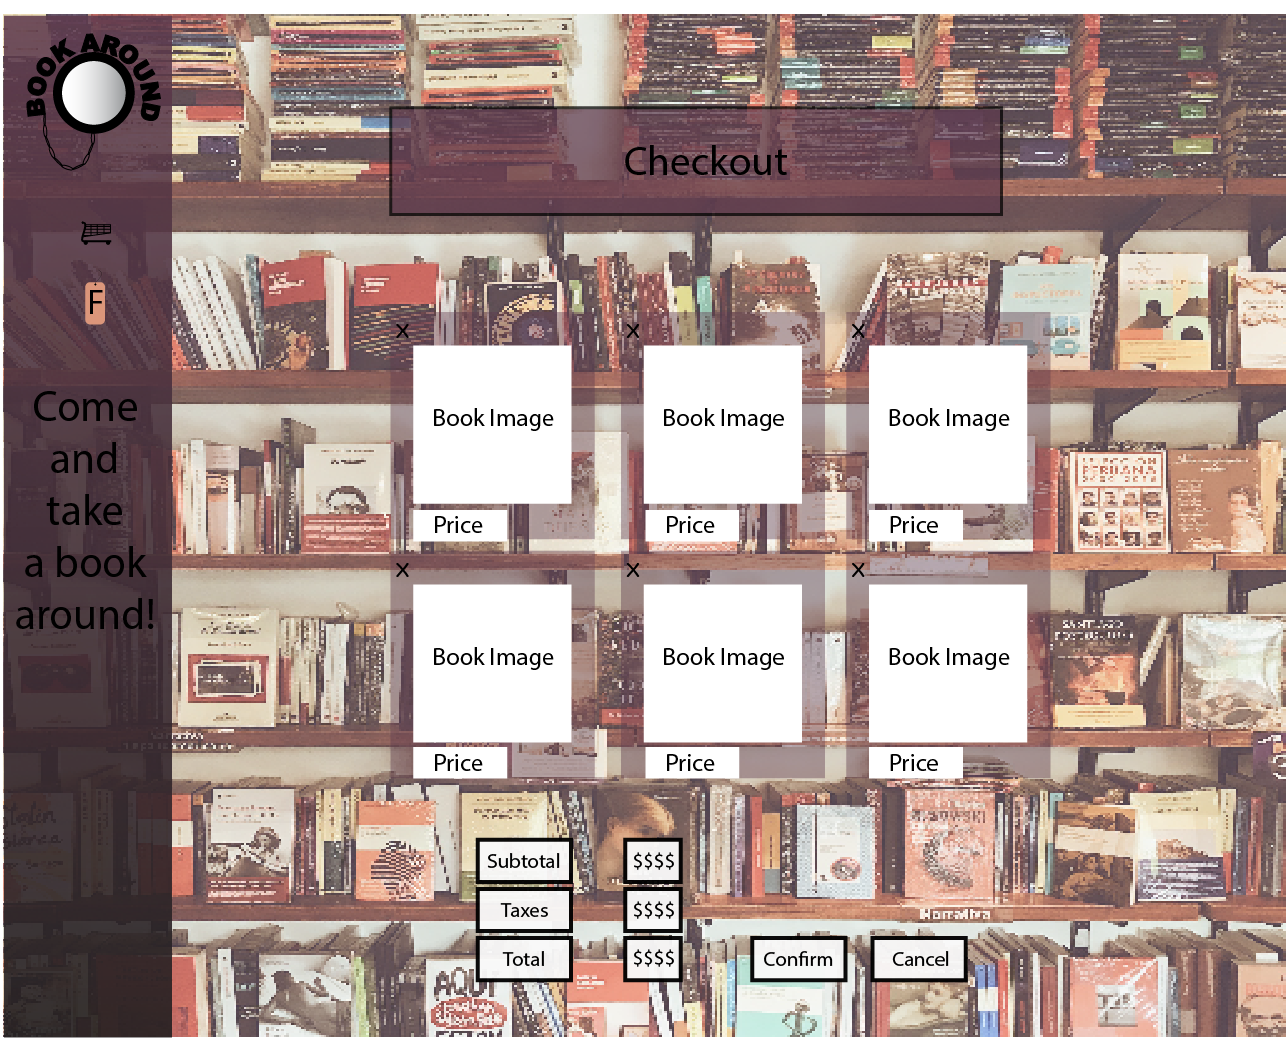 BOOK AROUND
Checkout
F
Come
and
take
a book
around!
x
x
x
Book Image
Book Image
Book Image
Price
Price
Price
x
x
x
Book Image
Book Image
Book Image
Price
Price
Price
Subtotal
$$$$
Taxes
$$$$
Total
$$$$
Confirm
Cancel
Narrativa